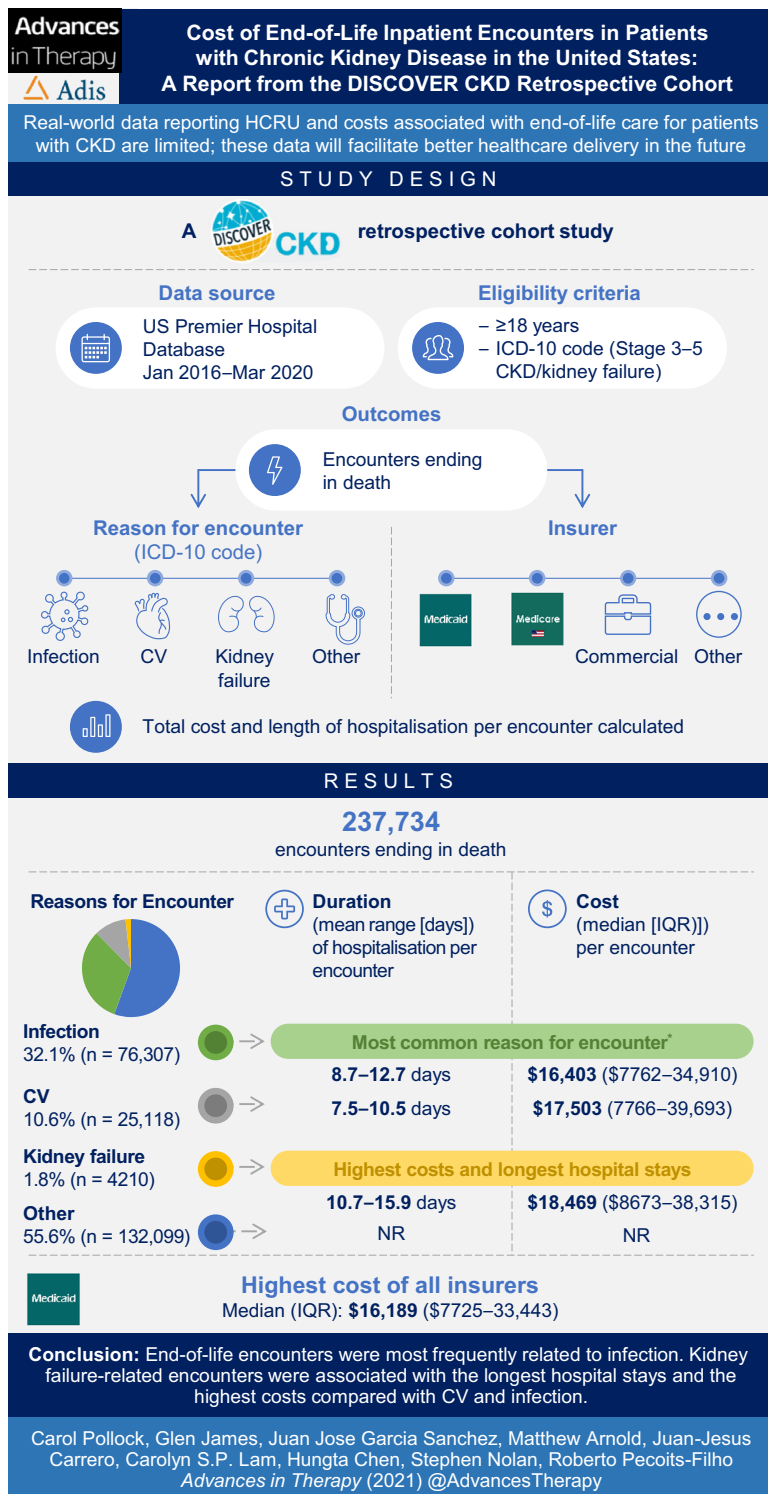 Advances
in Therapy
Adis
Cost of End-of-Life Inpatient Encounters in Patients
with Chronic Kidney Disease in the United States:
A Report from the DISCOVER CKD Retrospective Cohort
Real-world data reporting HCRU and costs associated with end-of-life care for patients
with CKD are limited; these data will facilitate better healthcare delivery in the future
STUDY DESIGN
A DISCOVER CKD retrospective cohort study
Data source
US Premier Hospital
Database
Jan 2016–Mar 2020
Eligibility criteria
– ≥18 years
– ICD-10 code (Stage 3–5
CKD/kidney failure)
Outcomes
Encounters ending
in death
Reason for encounter
(ICD-10 code)
Infection
CV
Kidney
failure
Other
Insurer
Medicaid
Medicare
Commercial
Other
Total cost and length of hospitalisation per encounter calculated
RESULTS
237,734
encounters ending in death
Reasons for Encounter
Duration
(mean range [days])
of hospitalisation per
encounter
$
Cost
(median [IQR)])
per encounter
Infection
32.1% (n = 76,307)
Most common reason for encounter*
8.7–12.7 days
$16,403 ($7762–34,910)
CV
10.6% (n = 25,118)
7.5–10.5 days
$17,503 (7766–39,693)
Kidney failure
1.8% (n = 4210)
Highest costs and longest hospital stays
10.7–15.9 days
$18,469 ($8673–38,315)
Other
55.6% (n = 132,099)
NR
NR
Medicaid
Highest cost of all insurers
Median (IQR): $16,189 ($7725–33,443)
Conclusion: End-of-life encounters were most frequently related to infection. Kidney
failure-related encounters were associated with the longest hospital stays and the
highest costs compared with CV and infection.
Carol Pollock, Glen James, Juan Jose Garcia Sanchez, Matthew Arnold, Juan-Jesus
Carrero, Carolyn S.P. Lam, Hungta Chen, Stephen Nolan, Roberto Pecoits-Filho
Advances in Therapy (2021) @AdvancesTherapy